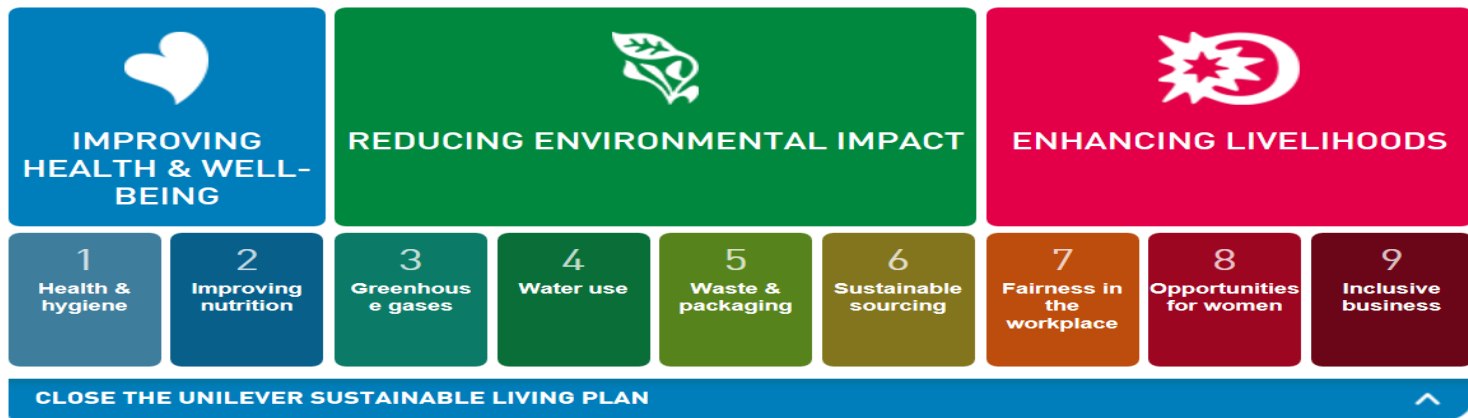 IMPROVING
HEALTH & WELL-
BEING
REDUCING ENVIRONMENTAL IMPACT
ENHANCING LIVELIHOODS
1
Health &
hygiene
2
Improving
nutrition
3
Greenhous
e gases
4
Water use
5
Waste &
packaging
6
Sustainable
sourcing
7
Fairness in
the
workplace
8
Opportunities
for women
9
Inclusive
business
CLOSE THE UNILEVER SUSTAINABLE LIVING PLAN